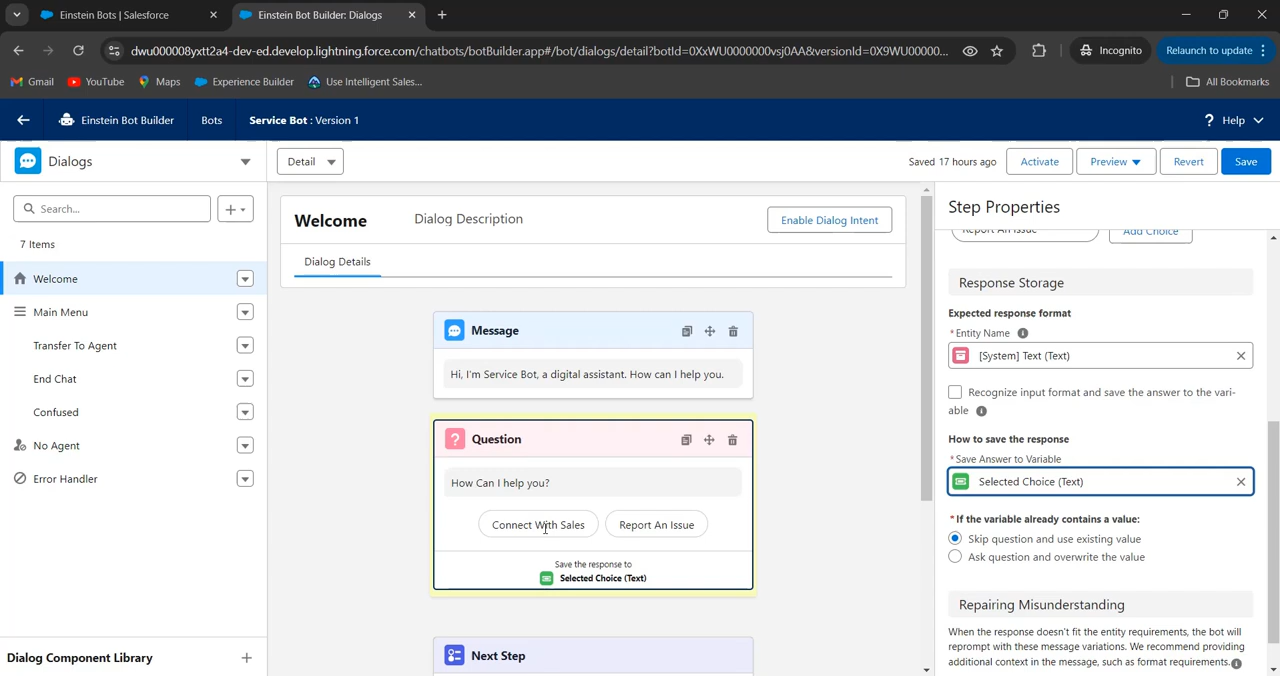 Einstein Bots | Salesforce
Einstein Bot Builder: Dialogs
dwu000008yxtt2a4-dev-ed.develop.lightning.force.com/chatbots/botBuilder.app#/bot/dialogs/detail?botId=0XxWU0000000vsj0AA&versionId=0X9WU00000...
Incognito
Relaunch to update
Gmail
YouTube
Maps
Experience Builder
Use Intelligent Sales...
All Bookmarks
Einstein Bot Builder
Bots
Service Bot : Version 1
? Help
Dialogs
Detail
Saved 17 hours ago
Activate
Preview
Revert
Save
Search...
7 Items
Welcome
Main Menu
Transfer To Agent
End Chat
Confused
No Agent
Error Handler
Dialog Component Library
Welcome
Dialog Description
Enable Dialog Intent
Dialog Details
Message
Hi, I'm Service Bot, a digital assistant. How can I help you.
? Question
How Can I help you?
Connect With Sales
Report An Issue
Save the response to
Selected Choice (Text)
Next Step
Step Properties
Report An Issue
Add Choice
Response Storage
Expected response format
*Entity Name
[System] Text (Text)
Recognize input format and save the answer to the vari-
able
How to save the response
*Save Answer to Variable
Selected Choice (Text)
*If the variable already contains a value:
Skip question and use existing value
Ask question and overwrite the value
Repairing Misunderstanding
When the response doesn't fit the entity requirements, the bot will
reprompt with these message variations. We recommend providing
additional context in the message, such as format requirements.